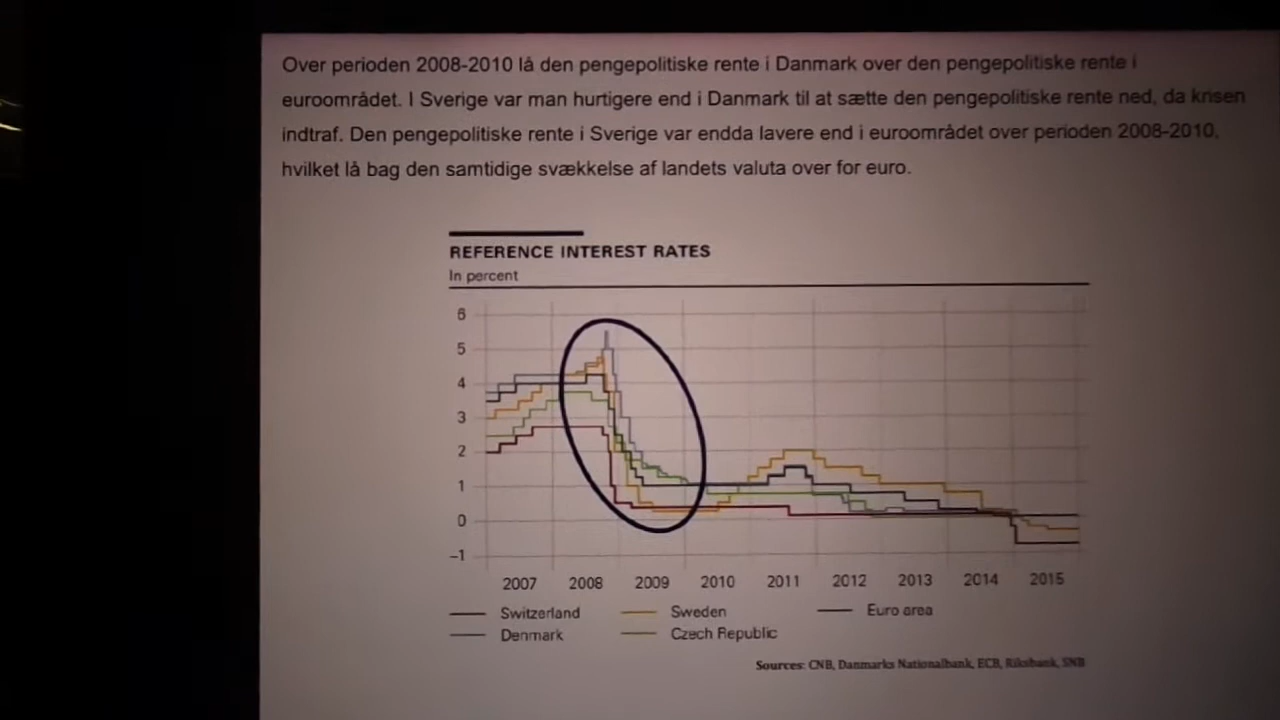 Over perioden 2008-2010 lå den pengepolitiske rente i Danmark over den pengepolitiske rente i
euroområdet. I Sverige var man hurtigere end i Danmark til at sætte den pengepolitiske rente ned, da krisen
indtraf. Den pengepolitiske rente i Sverige var endda lavere end i euroområdet over perioden 2008-2010,
hvilket lå bag den samtidige svækkelse af landets valuta over for euro.
REFERENCE INTEREST RATES
In percent
6
5
4
3
2
1
0
–1
2007 2008 2009 2010 2011 2012 2013 2014 2015
Switzerland Sweden Euro area
Denmark Czech Republic
Sources: CNB, Danmarks Nationalbank, ECB, Riksbank, SNB